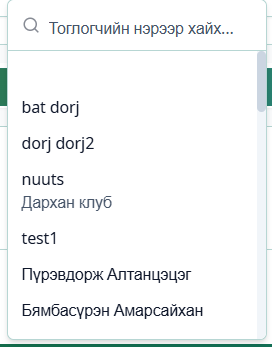 Тоглогчийн нэрээр хайх...
bat dorj
dorj dorj2
nuuts
Дархан клуб
test1
Пүрэвдорж Алтанцэцэг
Бямбасүрэн Амарсайхан